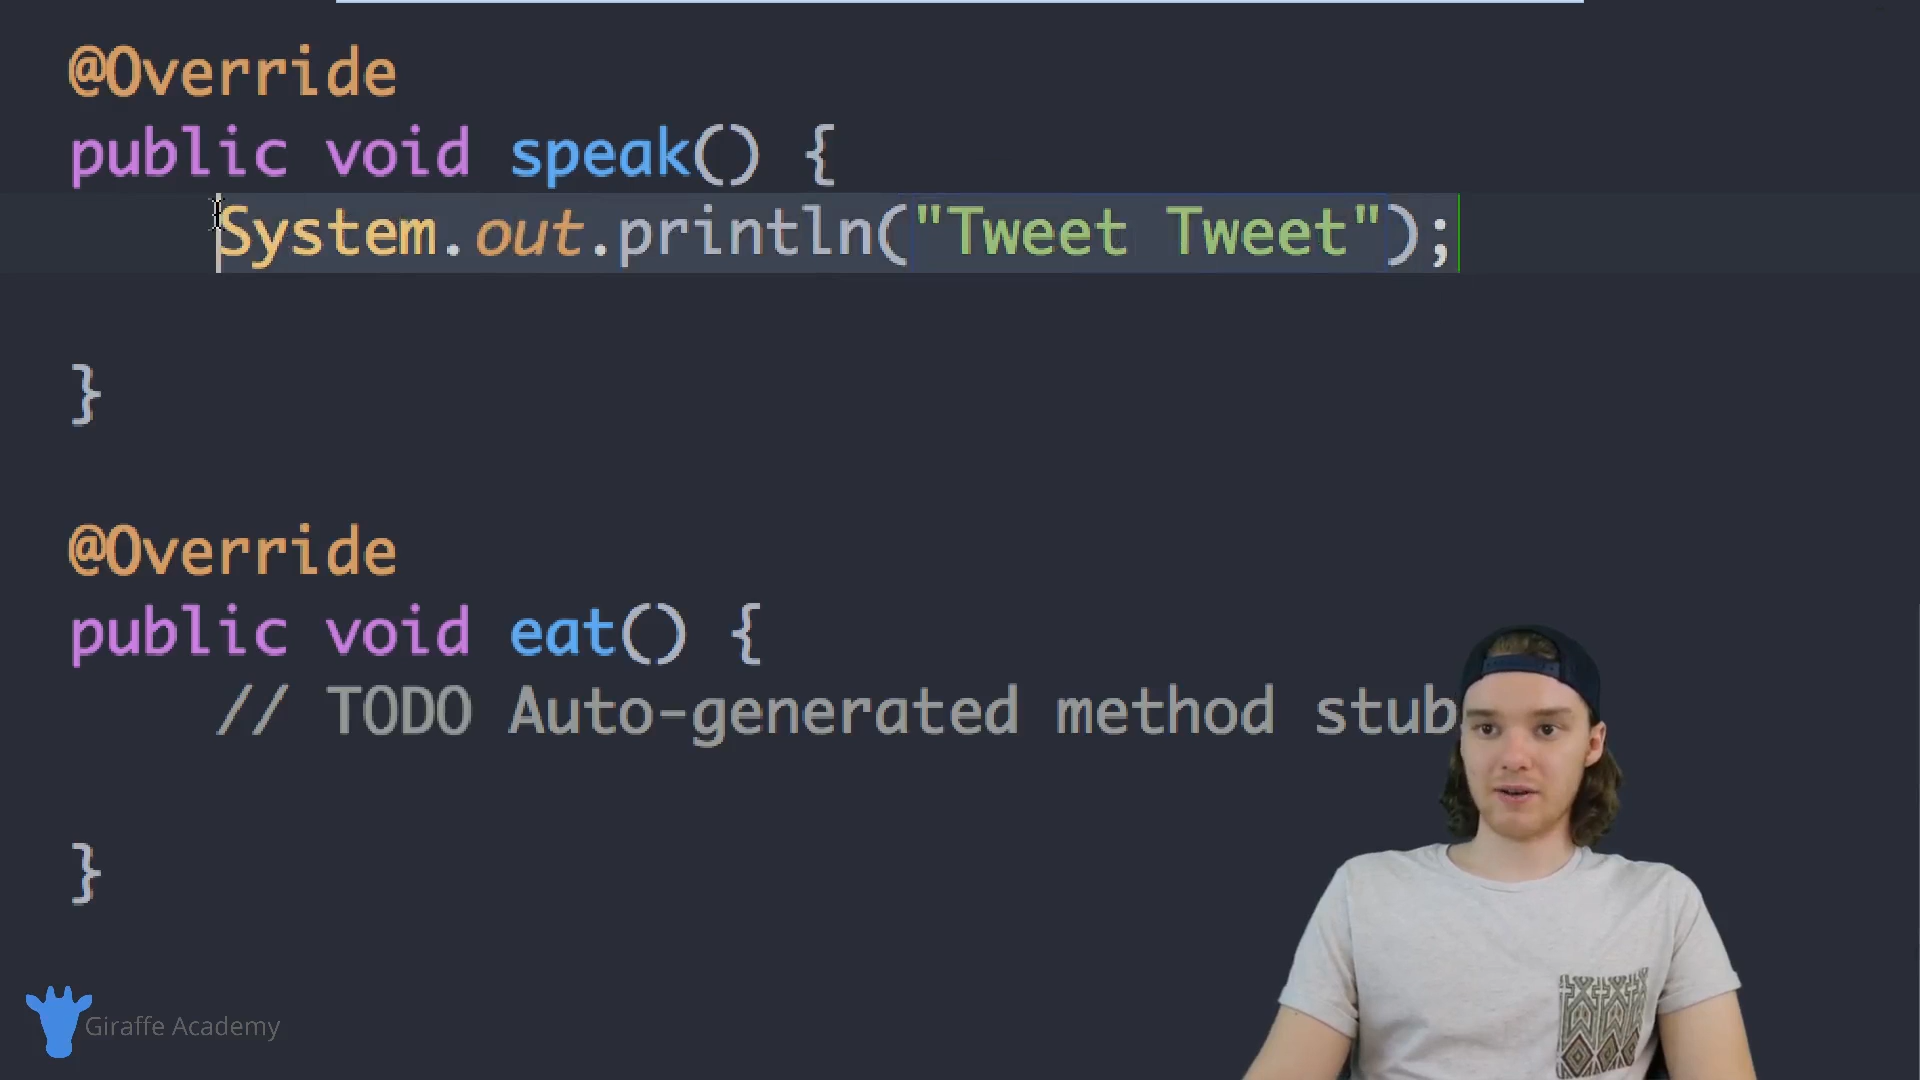 @Override
public void speak() {
System.out.println("Tweet Tweet");
}
@Override
public void eat() {
// TODO Auto-generated method stub
}
Giraffe Academy